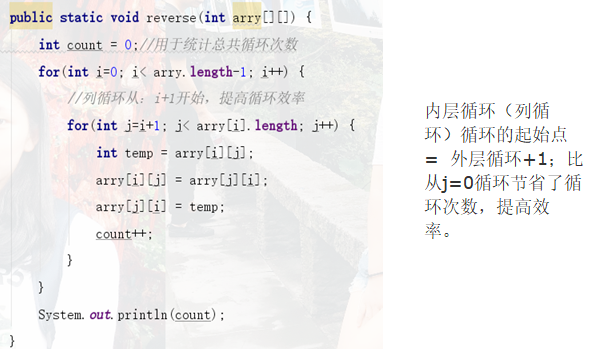 public static void reverse(int arry[][]) {
int count = 0;//用于统计总共循环次数
for(int i=0; i< arry.length-1; i++) {
//列循环从：i+1开始，提高循环效率
for(int j=i+1; j< arry[i].length; j++) {
int temp = arry[i][j];
arry[i][j] = arry[j][i];
arry[j][i] = temp;
count++;
}
}
System.out.println(count);
}
内层循环（列循
环）循环的起始点
= 外层循环+1；比
从j=0循环节省了循
环次数，提高效
率。